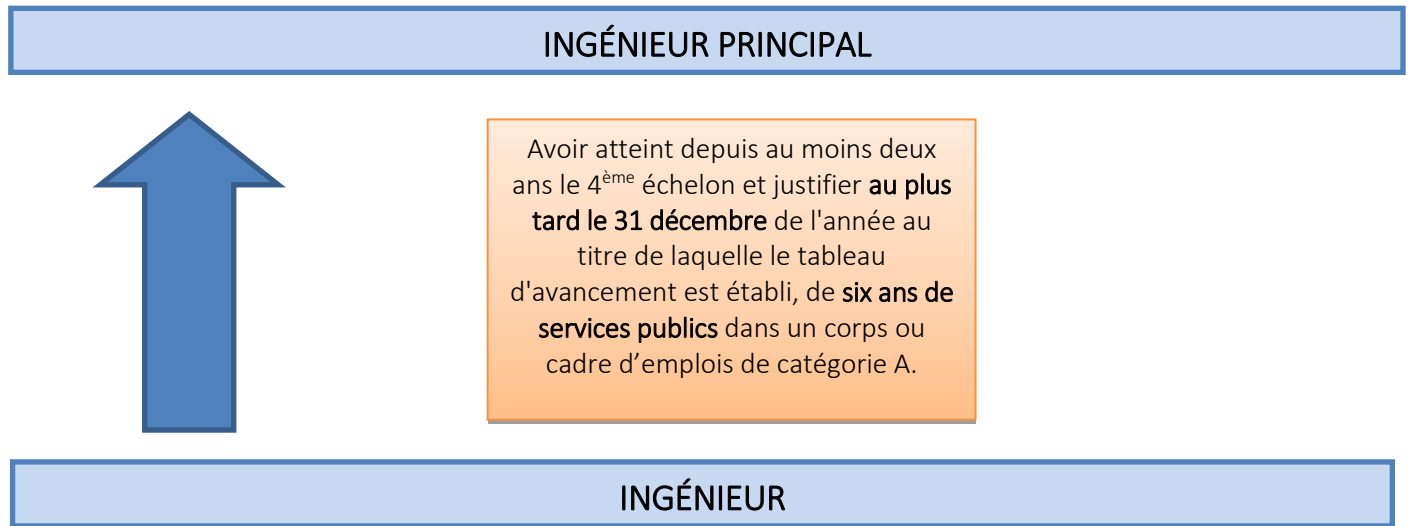 INGÉNIEUR PRINCIPAL
Avoir atteint depuis au moins deux
ans le 4ème échelon et justifier au plus
tard le 31 décembre de l'année au
titre de laquelle le tableau
d'avancement est établi, de six ans de
services publics dans un corps ou
cadre d’emplois de catégorie A.
INGÉNIEUR